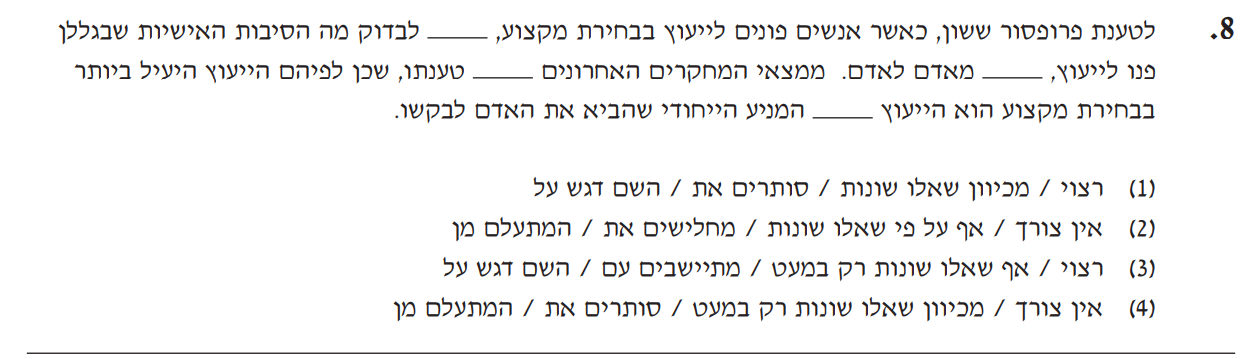 8. לטענת פרופסור ששון, כאשר אנשים פונים לייעוץ בבחירת מקצוע, _____ לבדוק מה הסיבות האישיות שבגללן
פנו לייעוץ, _____ מאדם לאדם. ממצאי המחקרים האחרונים _____ טענתו, שכן לפיהם הייעוץ היעיל ביותר
בבחירת מקצוע הוא הייעוץ _____ המניע הייחודי שהביא את האדם לבקשו.
(1) רצוי / מכיוון שאלו שונות / סותרים את / השם דגש על
(2) אין צורך / אף על פי שאלו שונות / מחלישים את / המתעלם מן
(3) רצוי / אף שאלו שונות רק במעט / מתיישבים עם / השם דגש על
(4) אין צורך / מכיוון שאלו שונות רק במעט / סותרים את / המתעלם מן